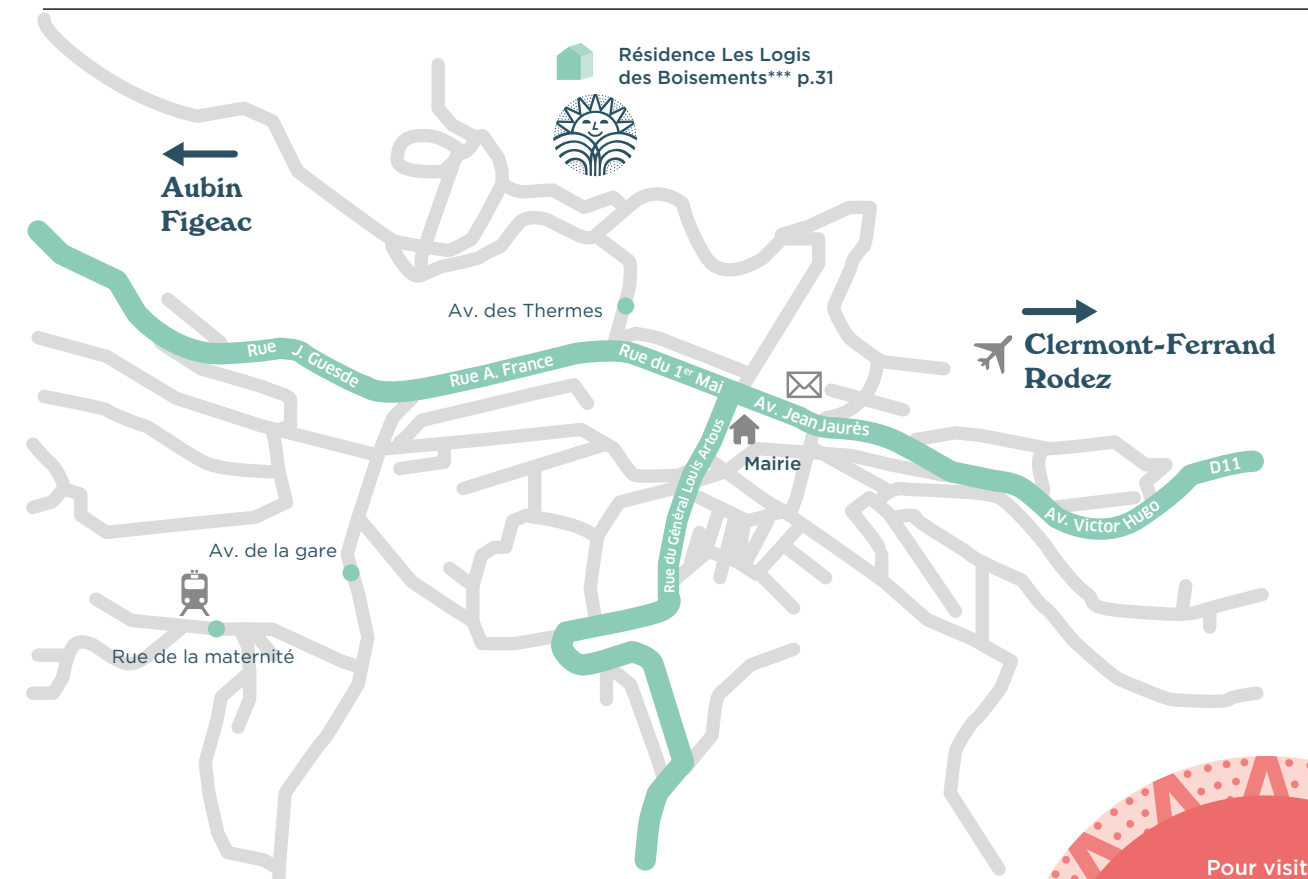 Résidence Les Logis
des Boisements*** p.31
Aubin
Figeac
Av. des Thermes
Clermont-Ferrand
Rodez
Rue J. Guesde
Rue A. France
Rue du 1er Mai
Av. Jean Jaurès
Mairie
Rue du Général Louis Artous
D11
Av. Victor Hugo
Av. de la gare
Rue de la maternité
Pour visit